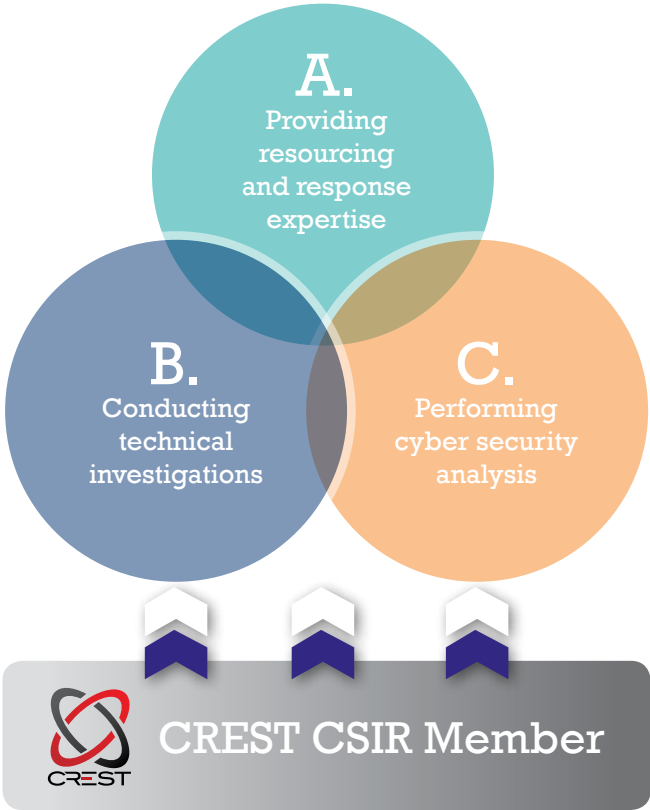 A.
Providing
resourcing
and response
expertise
B.
Conducting
technical
investigations
C.
Performing
cyber security
analysis
CREST CSIR Member
CREST